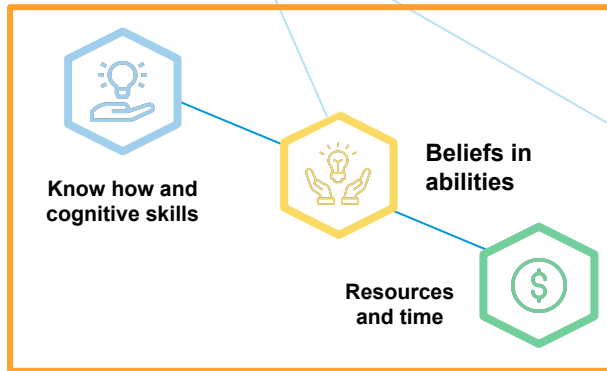 Know how and
cognitive skills
Beliefs in
abilities
Resources
and time
$